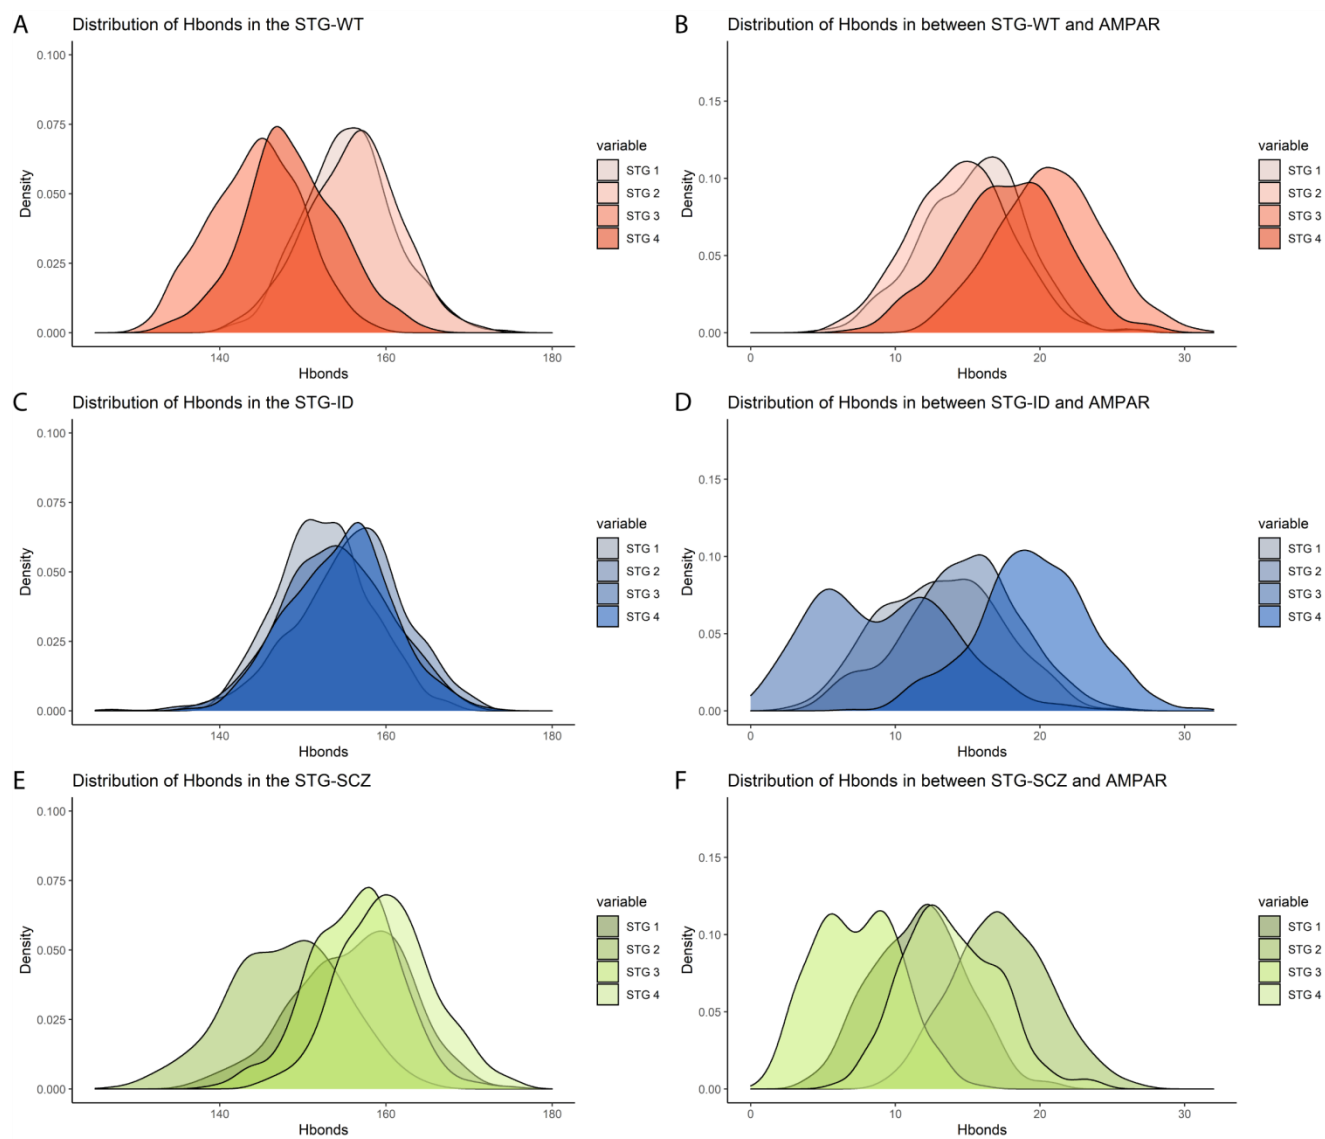 A
Distribution of Hbonds in the STG-WT
0.100
0.075
0.050
0.025
0.000
Density
140
160
180
Hbonds
variable
STG 1
STG 2
STG 3
STG 4
B
Distribution of Hbonds in between STG-WT and AMPAR
0.15
0.10
0.05
0.00
Density
0
10
20
30
Hbonds
variable
STG 1
STG 2
STG 3
STG 4
C
Distribution of Hbonds in the STG-ID
0.100
0.075
0.050
0.025
0.000
Density
140
160
180
Hbonds
variable
STG 1
STG 2
STG 3
STG 4
D
Distribution of Hbonds in between STG-ID and AMPAR
0.15
0.10
0.05
0.00
Density
0
10
20
30
Hbonds
variable
STG 1
STG 2
STG 3
STG 4
E
Distribution of Hbonds in the STG-SCZ
0.100
0.075
0.050
0.025
0.000
Density
140
160
180
Hbonds
variable
STG 1
STG 2
STG 3
STG 4
F
Distribution of Hbonds in between STG-SCZ and AMPAR
0.15
0.10
0.05
0.00
Density
0
10
20
30
Hbonds
variable
STG 1
STG 2
STG 3
STG 4